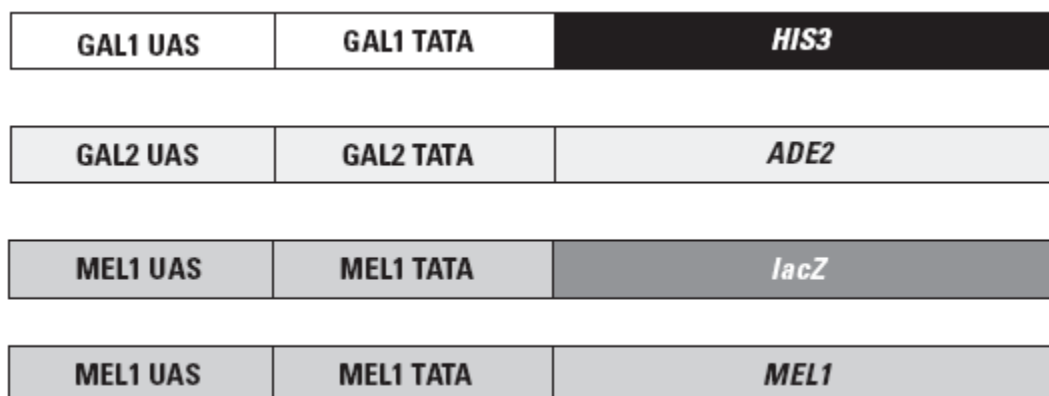 GAL1 UAS GAL1 TATA HIS3
GAL2 UAS GAL2 TATA ADE2
MEL1 UAS MEL1 TATA lacZ
MEL1 UAS MEL1 TATA MEL1